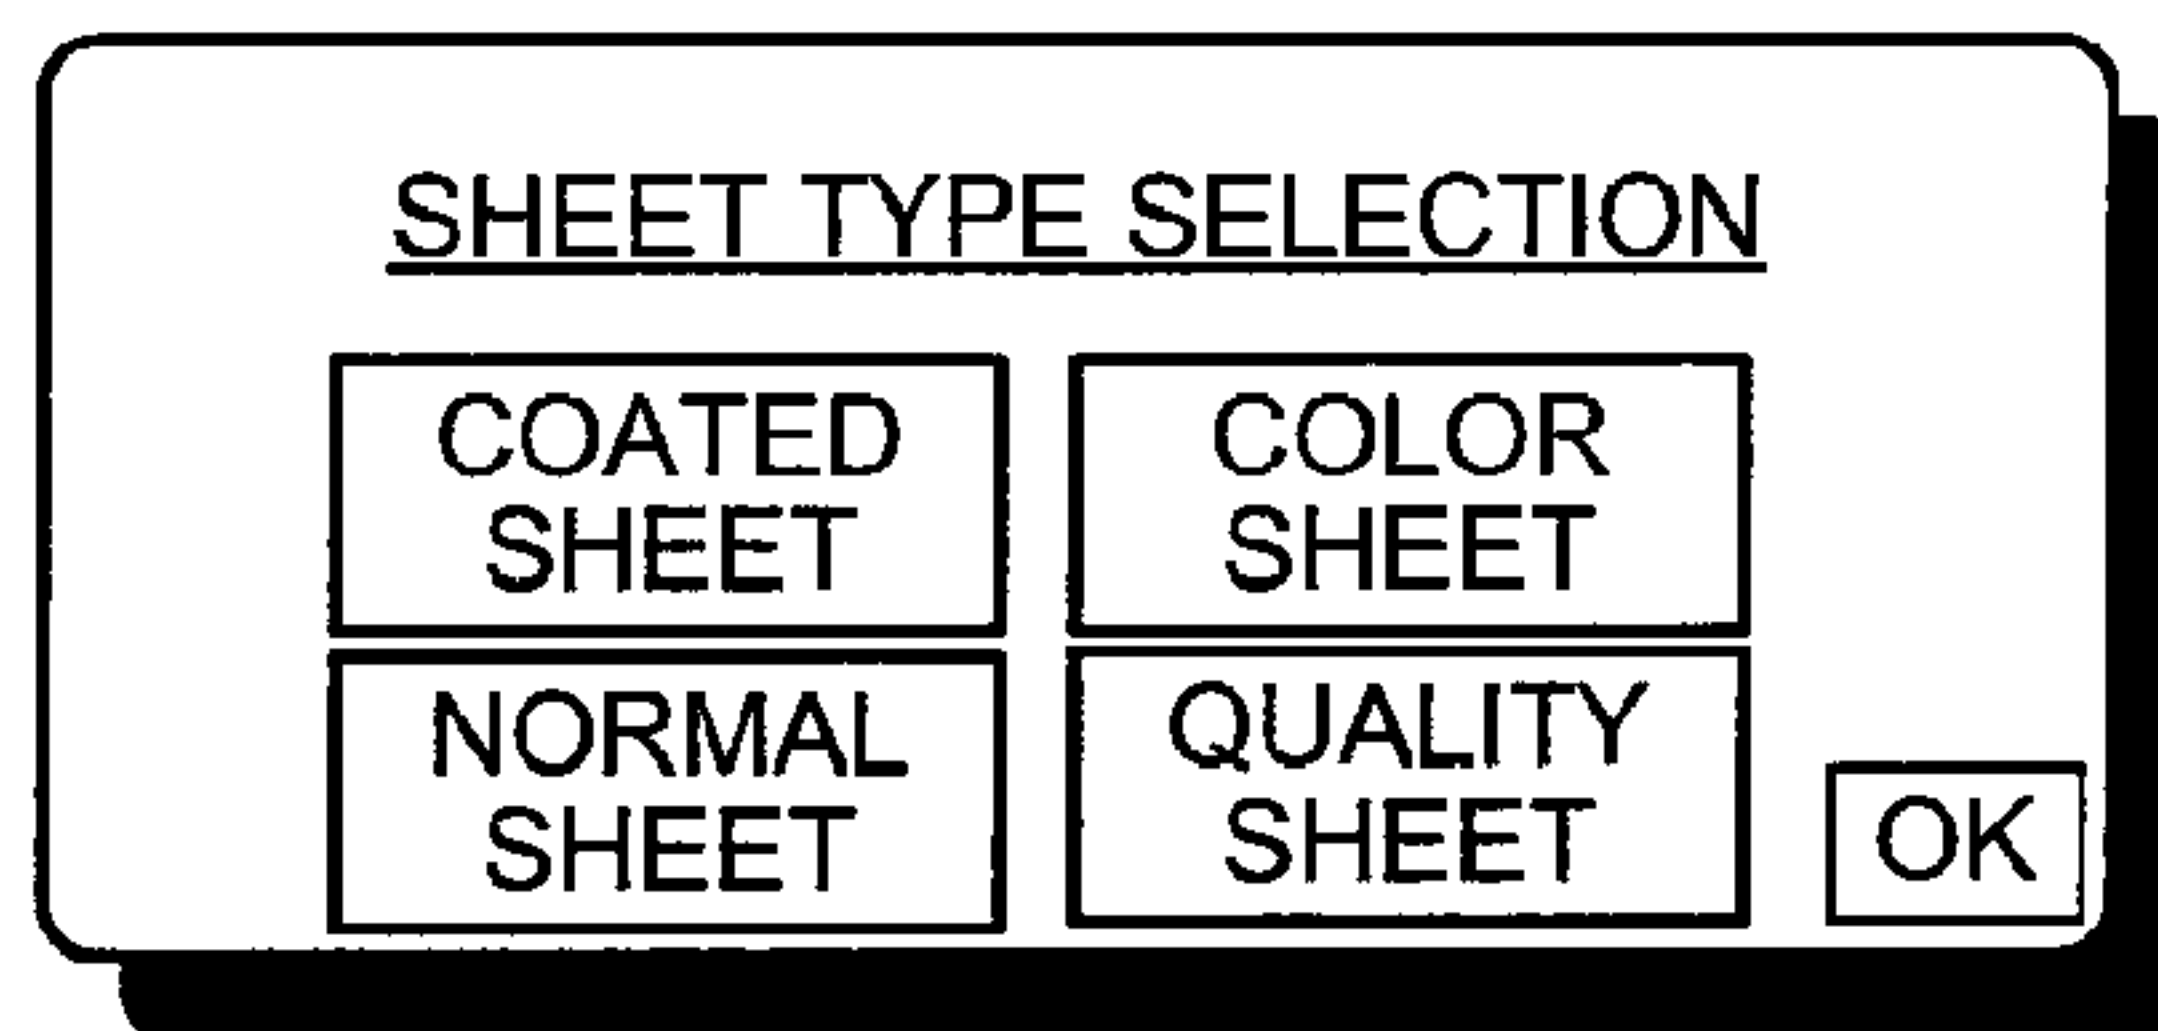 SHEET TYPE SELECTION
COATED
SHEET
COLOR
SHEET
NORMAL
SHEET
QUALITY
SHEET
OK